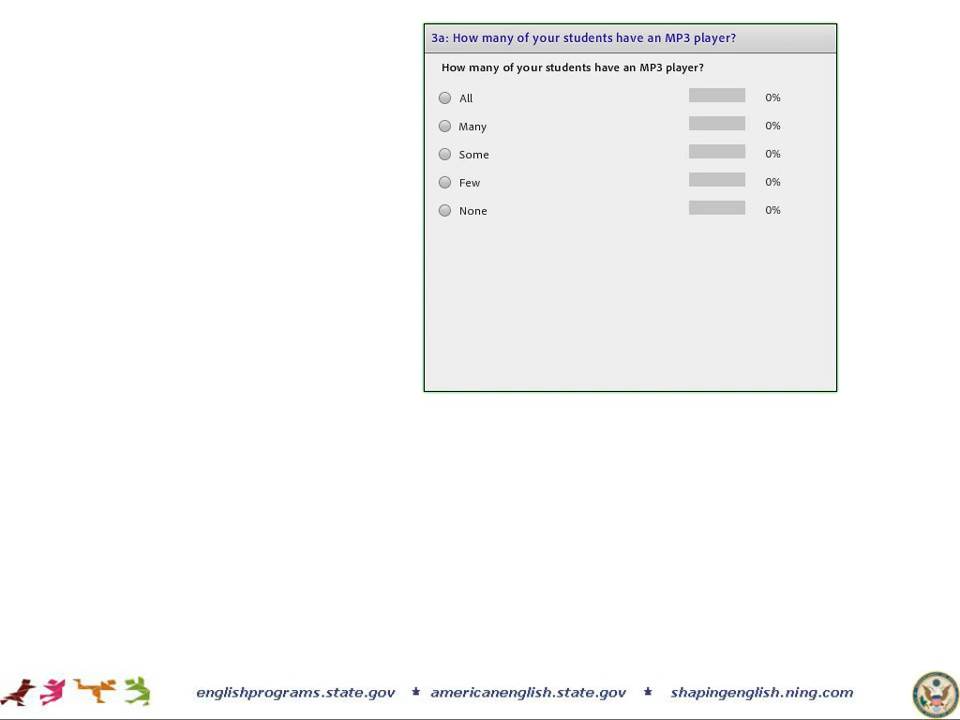 3a: How many of your students have an MP3 player?
How many of your students have an MP3 player?
All 0%
Many 0%
Some 0%
Few 0%
None 0%
englishprograms.state.gov * americanenglish.state.gov * shapingenglish.ning.com